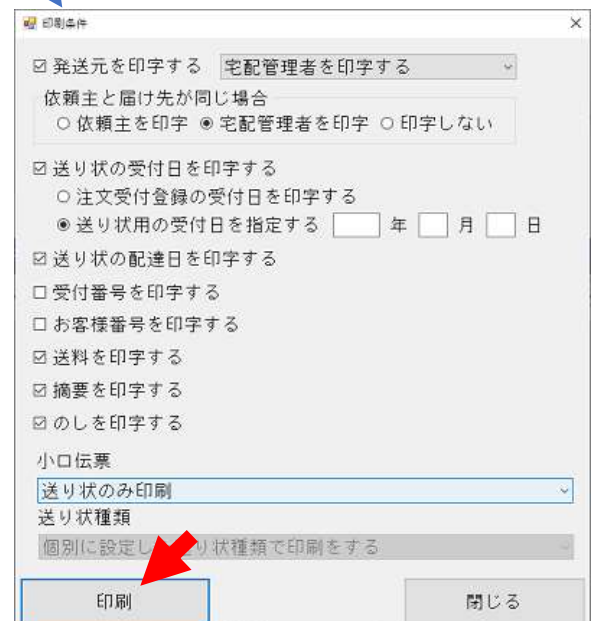 印刷条件
発送元を印字する 宅配管理者を印字する
依頼主と届け先が同じ場合
依頼主を印字 宅配管理者を印字 印字しない
送り状の受付日を印字する
注文受付登録の受付日を印字する
送り状用の受付日を指定する 年 月 日
送り状の配達日を印字する
受付番号を印字する
お客様番号を印字する
送料を印字する
摘要を印字する
のしを印字する
小口伝票
送り状のみ印刷
送り状種類
個別に設定し り状種類で印刷をする
印刷 閉じる